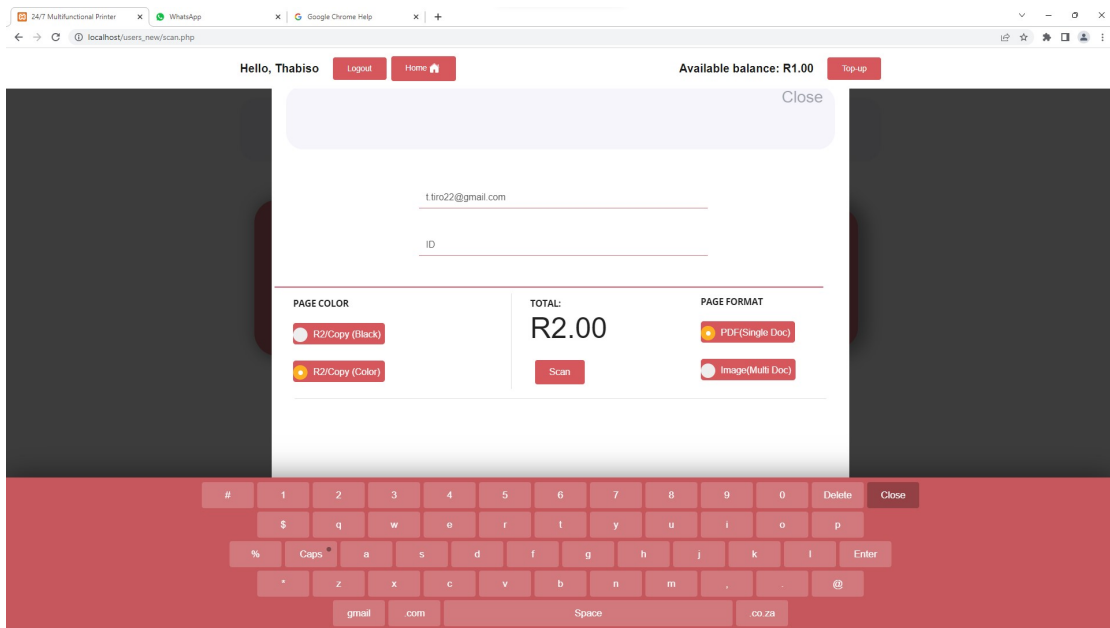 24/7 Multifunctional Printer
WhatsApp
Google Chrome Help
localhost/users_new/scan.php
Hello, Thabiso
Logout
Home
Available balance: R1.00
Top-up
Close
t.tiro22@gmail.com
ID
PAGE COLOR
R2/Copy (Black)
R2/Copy (Color)
TOTAL:
R2.00
Scan
PAGE FORMAT
PDF(Single Doc)
Image(Multi Doc)
# 1 2 3 4 5 6 7 8 9 0 Delete Close
$ q w e r t y u i o p
% Caps a s d f g h j k l Enter
* z x c v b n m , . @
gmail .com Space .co.za